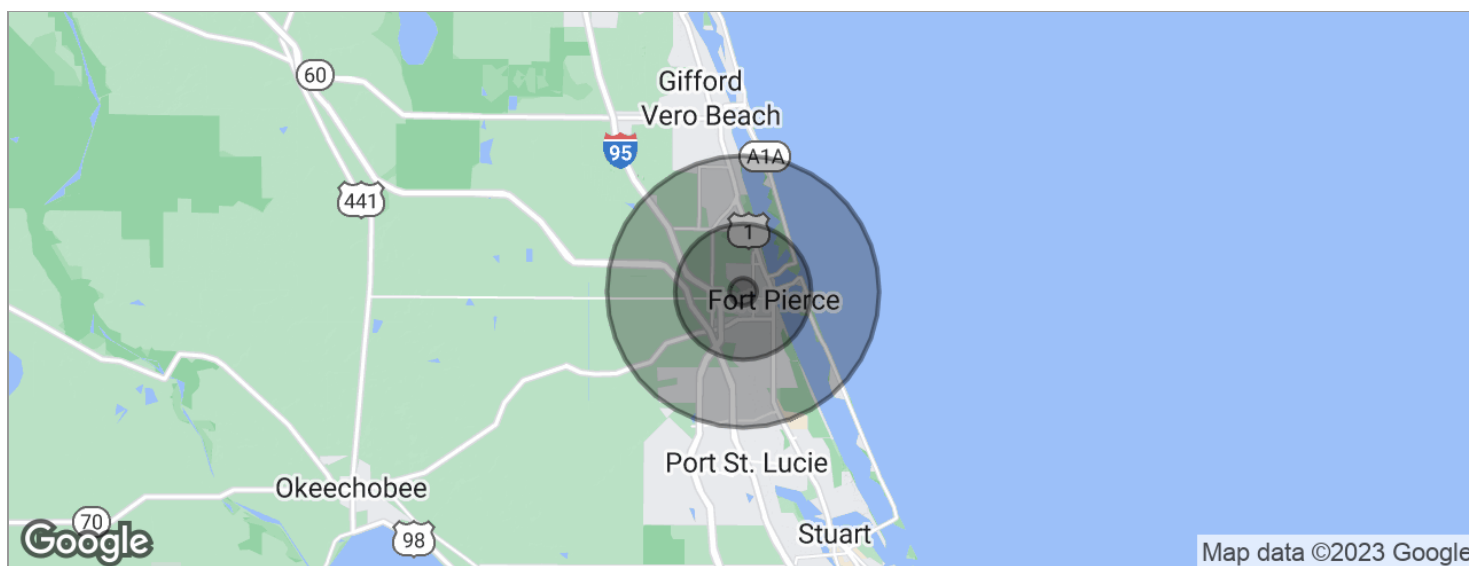 60
Gifford
Vero Beach
95
A1A
441
1
Fort Pierce
Port St. Lucie
Okeechobee
70
98
Stuart
Google
Map data ©2023 Google